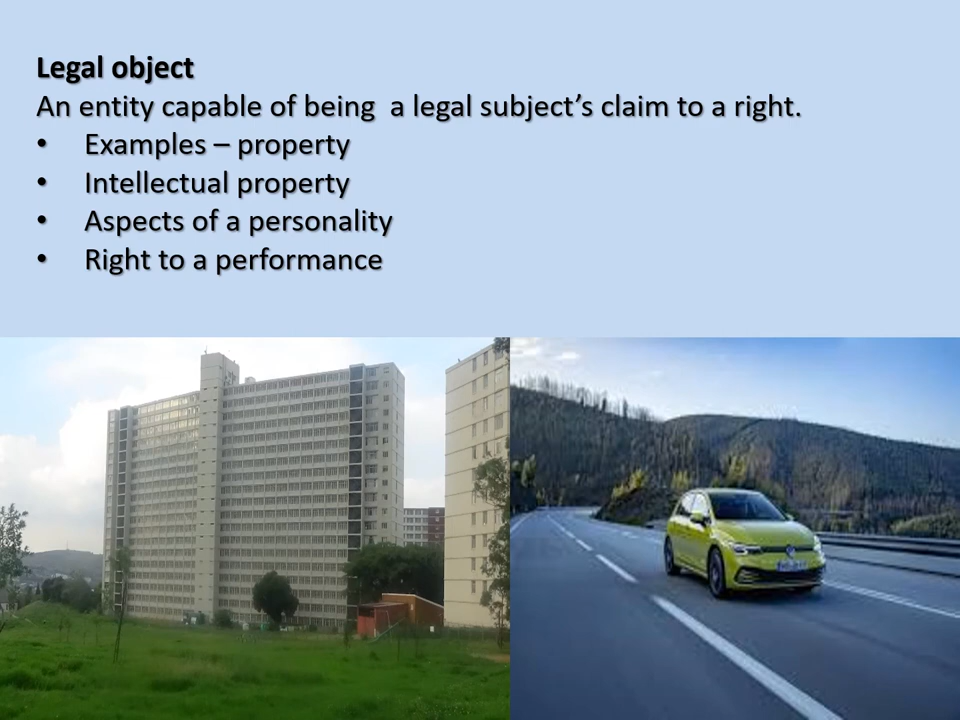 Legal object
An entity capable of being  a legal subject’s claim to a right.
• Examples – property
• Intellectual property
• Aspects of a personality
• Right to a performance